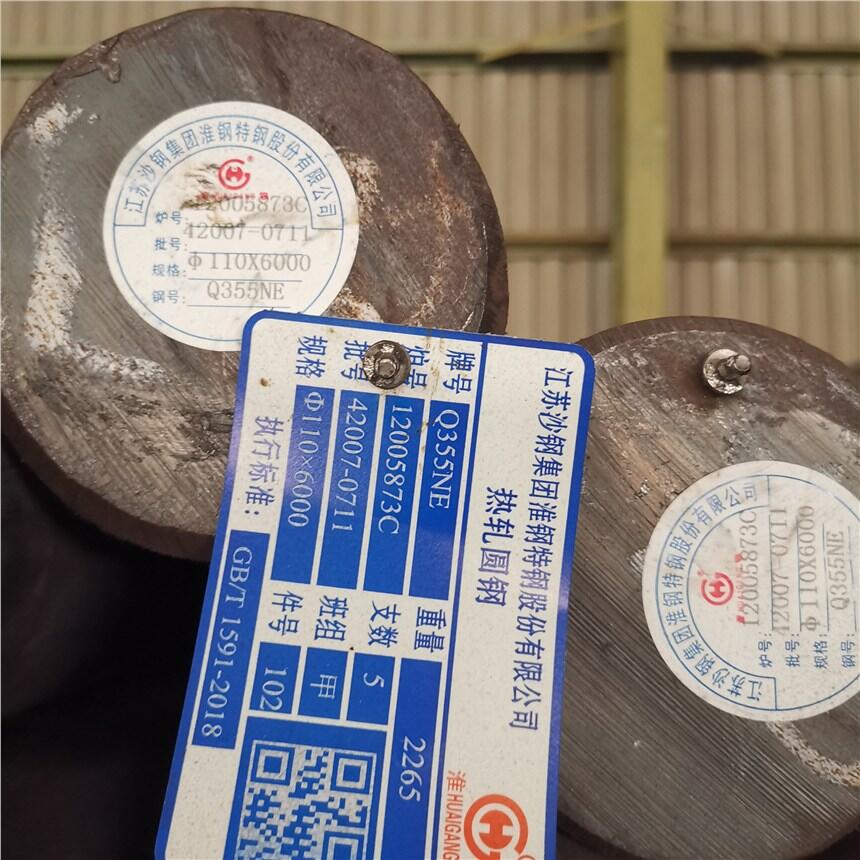 江苏沙钢集团淮钢特钢股份有限公司
炉号: 12005873C
批号: 42007-0711
规格: Φ110X6000
钢号: Q355NE
江苏沙钢集团淮钢特钢股份有限公司
热轧圆钢
牌号 Q355NE 重量 2265
炉号 12005873C 支数 5
批号 42007-0711 班组 甲
规格 Φ110×6000 件号 102
执行标准: GB/T 1591-2018
淮 HUAIGANG
江苏沙钢集团淮钢特钢股份有限公司
炉号: 12005873C
批号: 42007-0711
规格: Φ110X6000
钢号: Q355NE